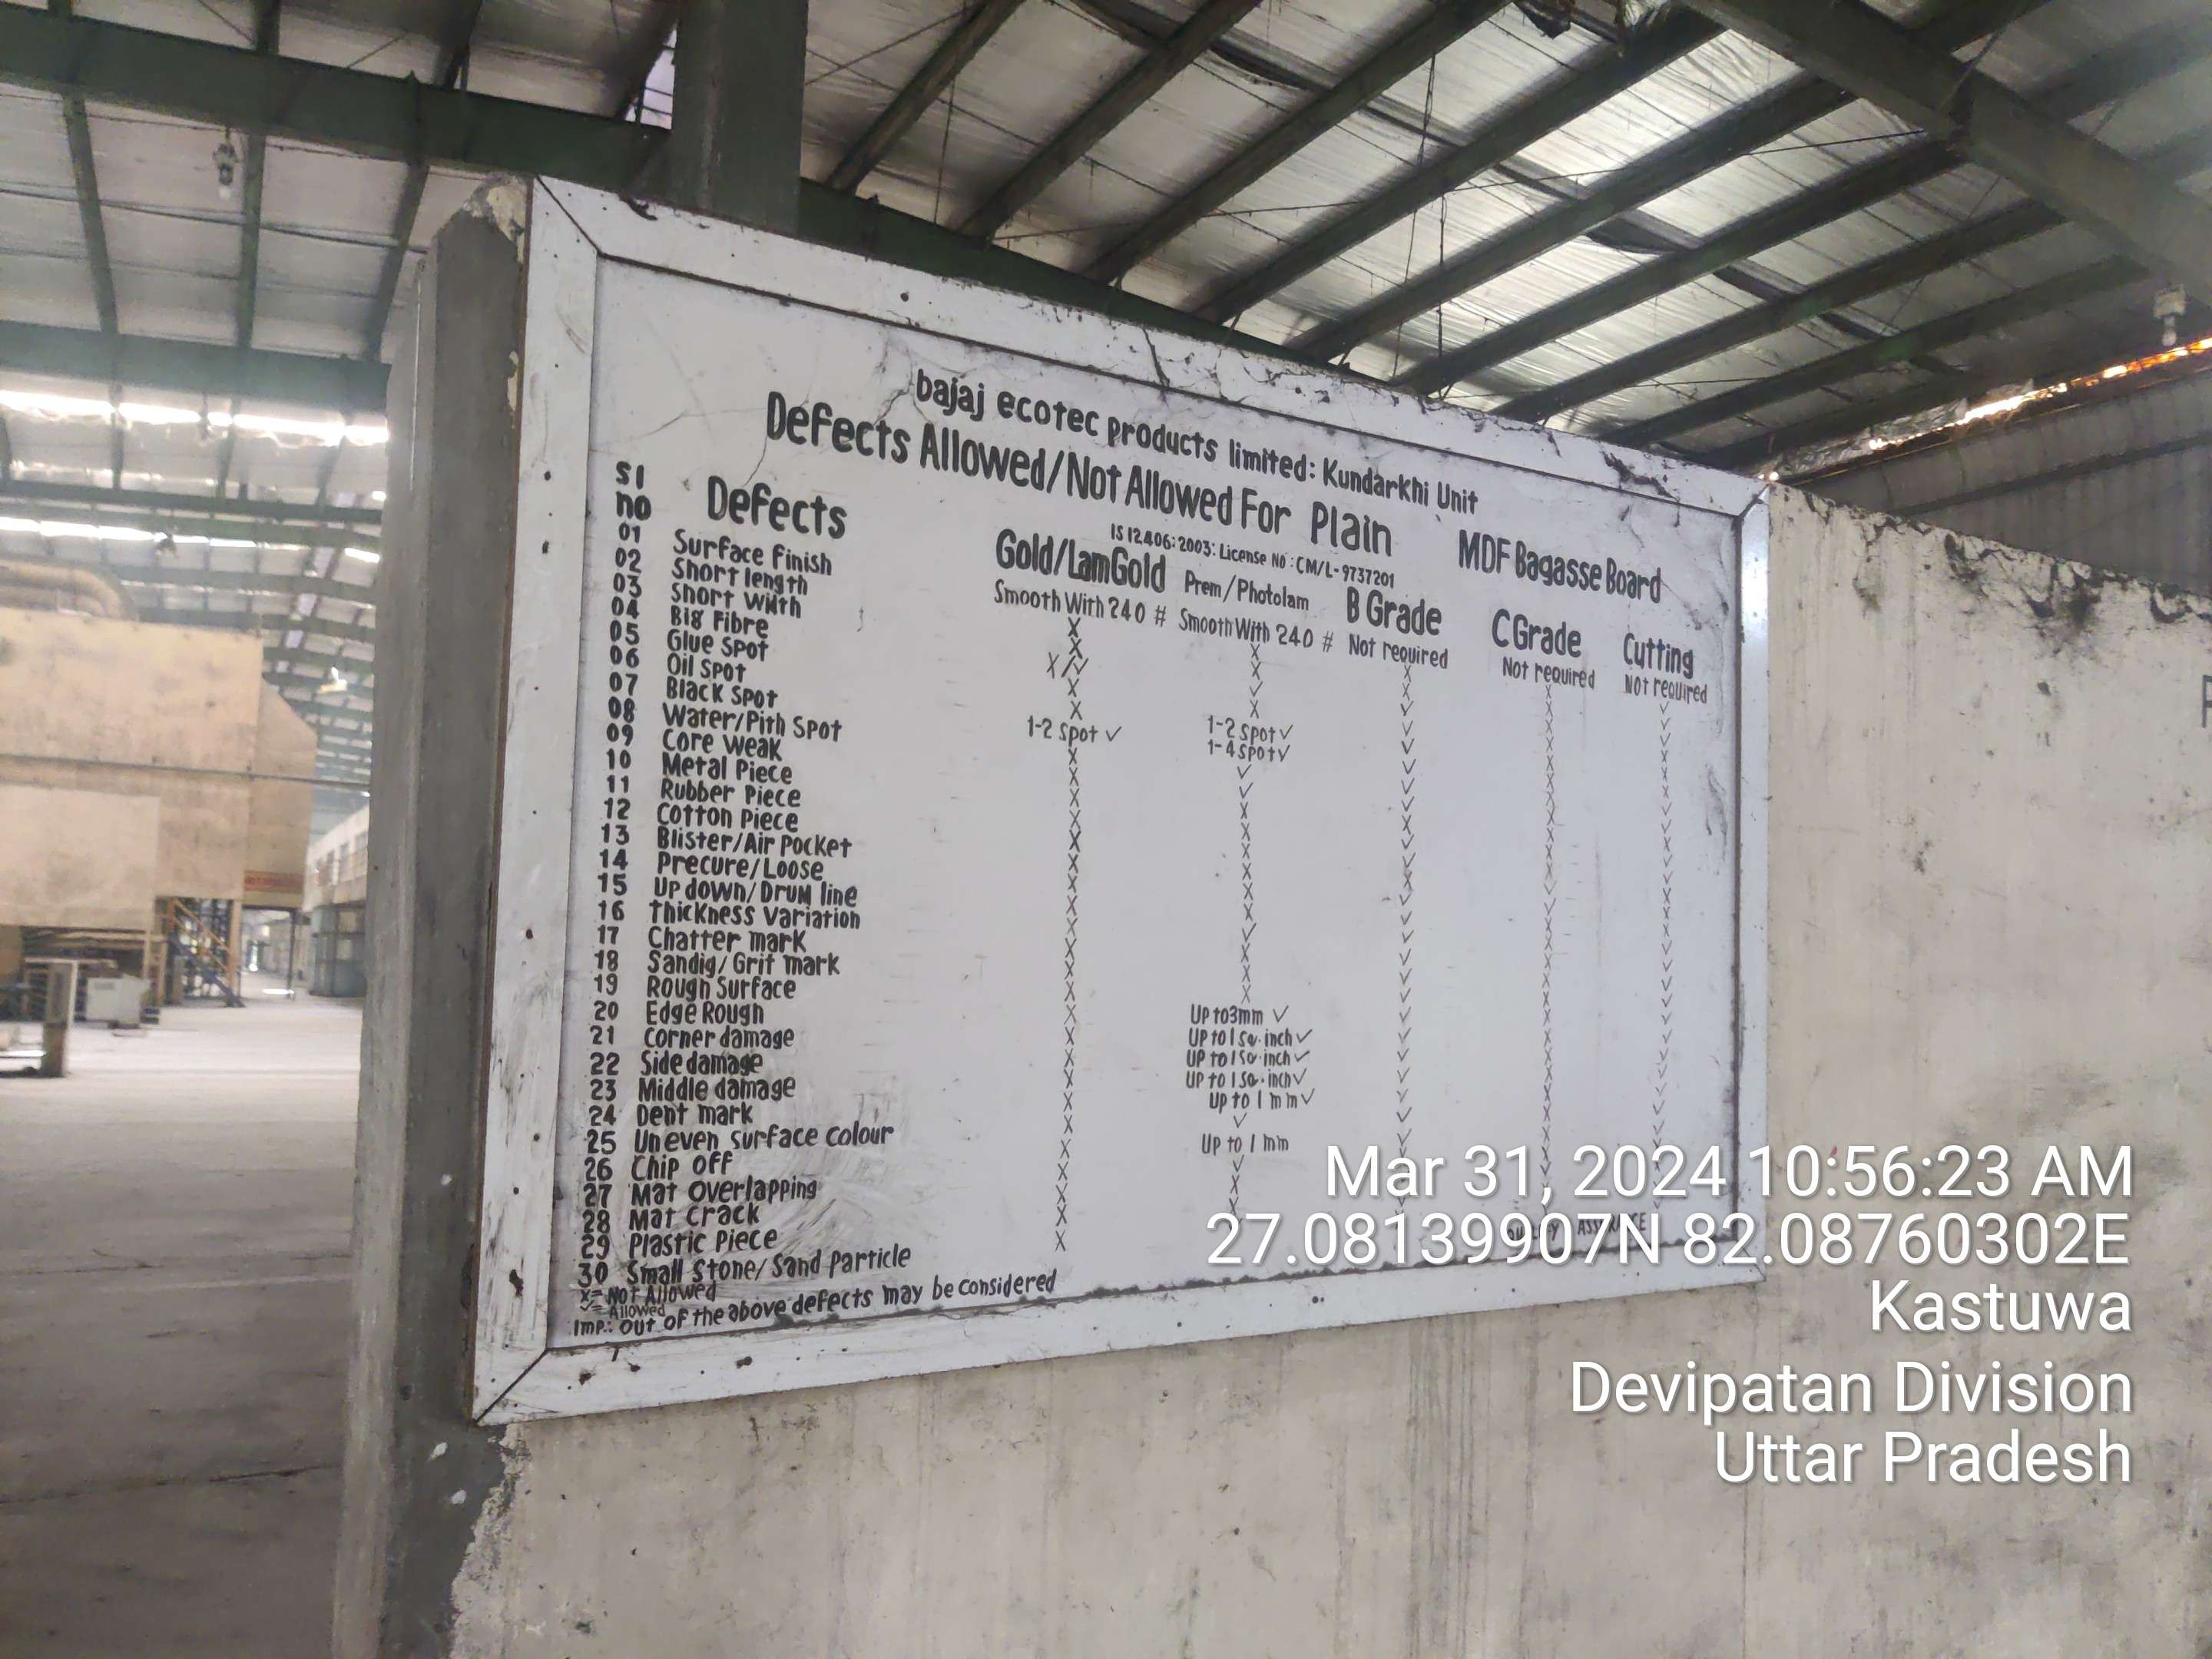 bajaj ecotec products limited: Kundarkhi Unit
Defects Allowed/Not Allowed For Plain MDF Bagasse Board
IS 12406:2003: License No: CM/L-9737201
Sl no Defects Gold/LamGold Prem/Photolam B Grade C Grade Cutting
01 Surface Finish Smooth With 240 # Smooth With 240 # Not required Not required Not required
02 Short length
03 Short Width
04 Big Fibre
05 Glue Spot
06 Oil Spot
07 Black Spot 1-2 Spot ✓ 1-2 Spot ✓
08 Water/Pith Spot 1-4 Spot ✓
09 Core Weak
10 Metal Piece
11 Rubber Piece
12 Cotton Piece
13 Blister/Air Pocket
14 Precure/Loose
15 Up down/Drum line
16 Thickness Variation
17 Chatter mark
18 Sandig/Grit mark
19 Rough Surface
20 Edge Rough Up to 3mm ✓
21 Corner damage Up to 1 sq. inch ✓
22 Side damage Up to 1 sq. inch ✓
23 Middle damage Up to 1 sq. inch ✓
24 Dent mark Up to 1 mm ✓
25 Uneven surface colour
26 Chip off Up to 1 mm
27 Mat overlapping
28 Mat crack
29 Plastic Piece
30 Small Stone/Sand Particle
X= Not Allowed
✓= Allowed
Imp.: Out of the above defects may be considered
ASSURANCE
Mar 31, 2024 10:56:23 AM
27.08139907N 82.08760302E
Kastuwa
Devipatan Division
Uttar Pradesh